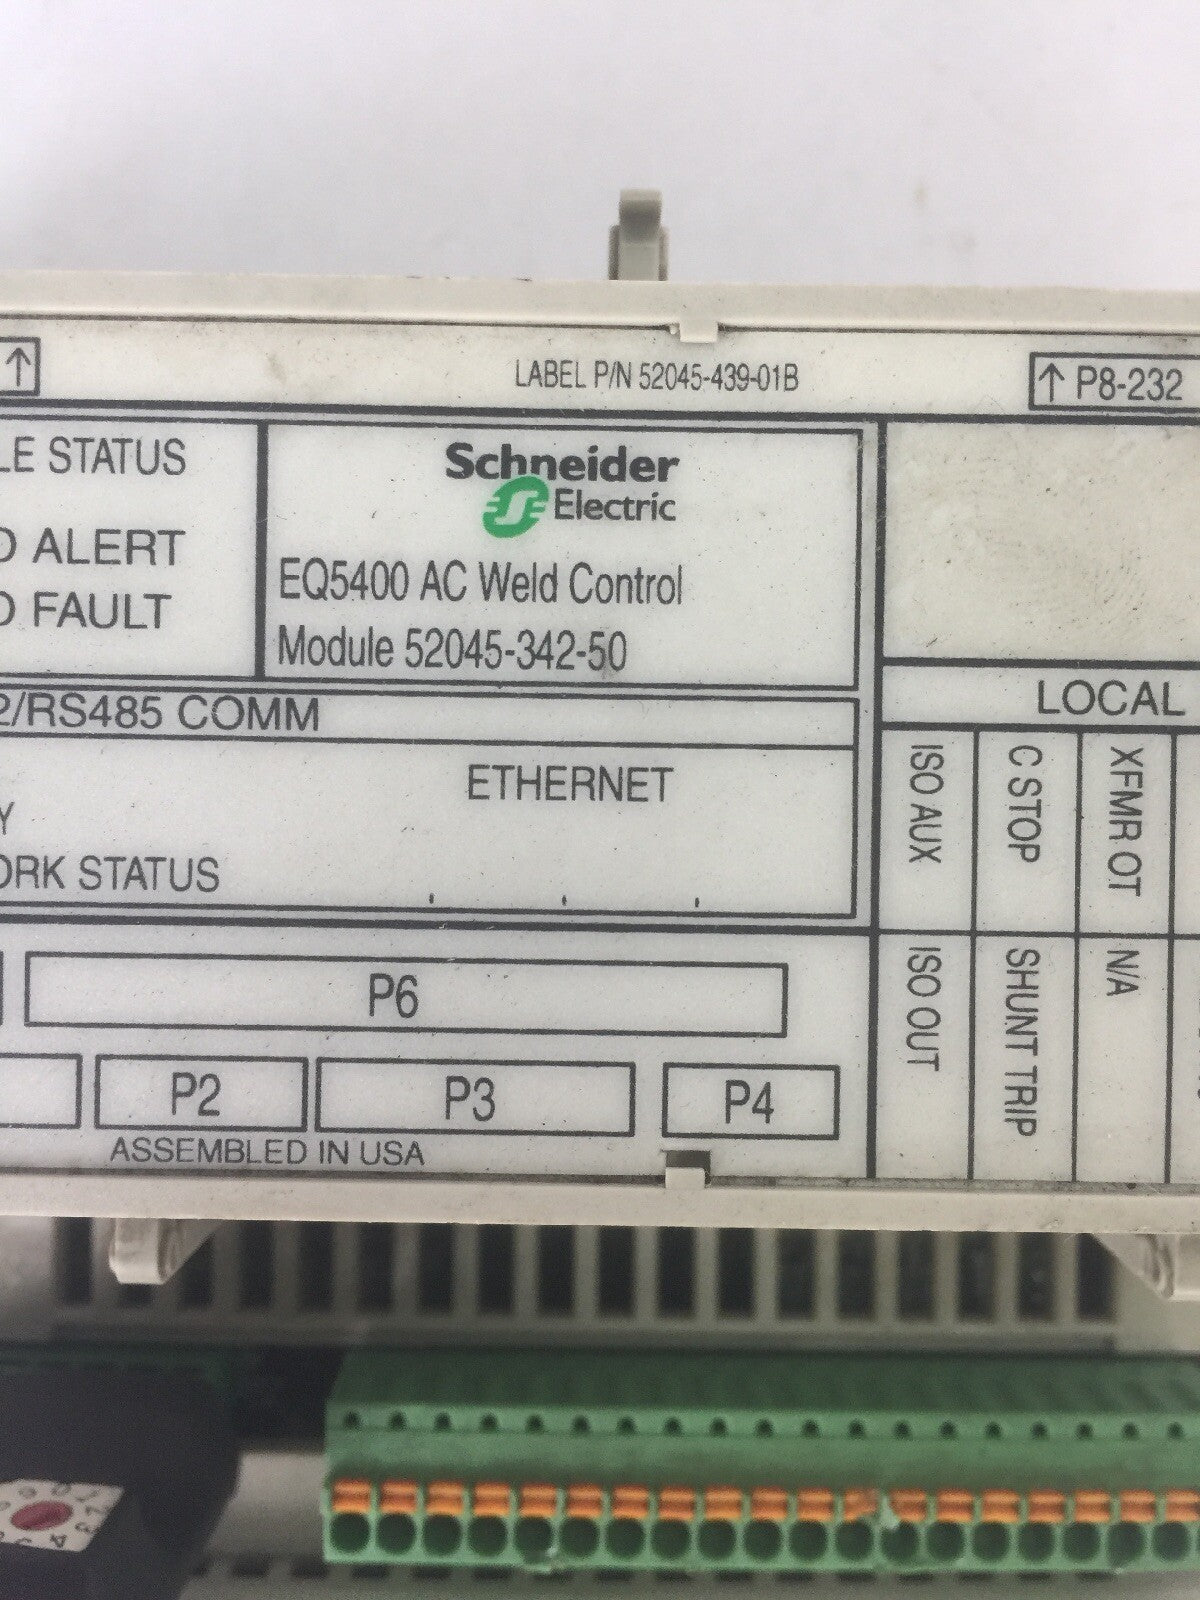 LABEL P/N 52045-439-01B
↑ P8-232
LE STATUS
Schneider
Electric
ALERT
FAULT
EQ5400 AC Weld Control
Module 52045-342-50
2/RS485 COMM
LOCAL
ETHERNET
Y
ORK STATUS
ISO AUX
C STOP
XFMR OT
ISO OUT
SHUNT TRIP
N/A
P6
P2
P3
P4
ASSEMBLED IN USA